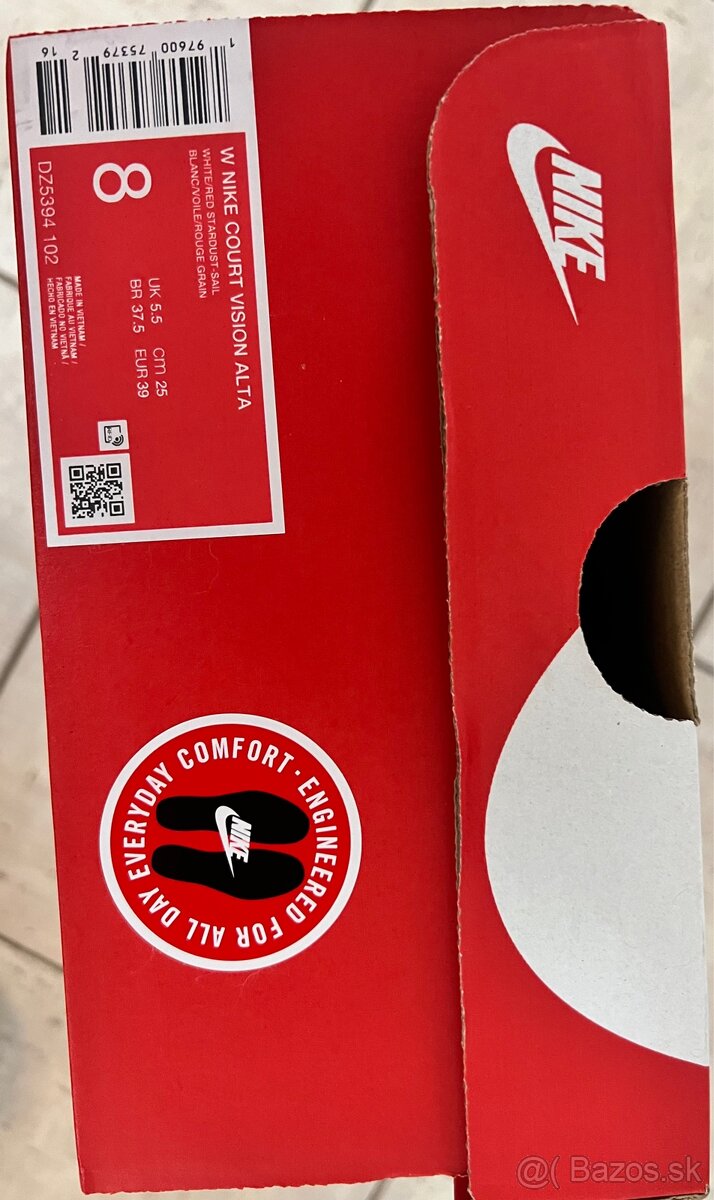 W NIKE COURT VISION ALTA
WHITE/RED STARDUST-SAIL
BLANC/VOILE/ROUGE GRAIN
8
UK 5.5 cm 25
BR 37.5 EUR 39
MADE IN VIETNAM /
FABRIQUÉ AU VIETNAM /
FABRICADO NO VIETNÃ /
HECHO EN VIETNAM
DZ5394 102
1 97600 75379 2 16
NIKE
EVERYDAY COMFORT · ENGINEERED FOR ALL DAY
NIKE
@( Bazos.sk